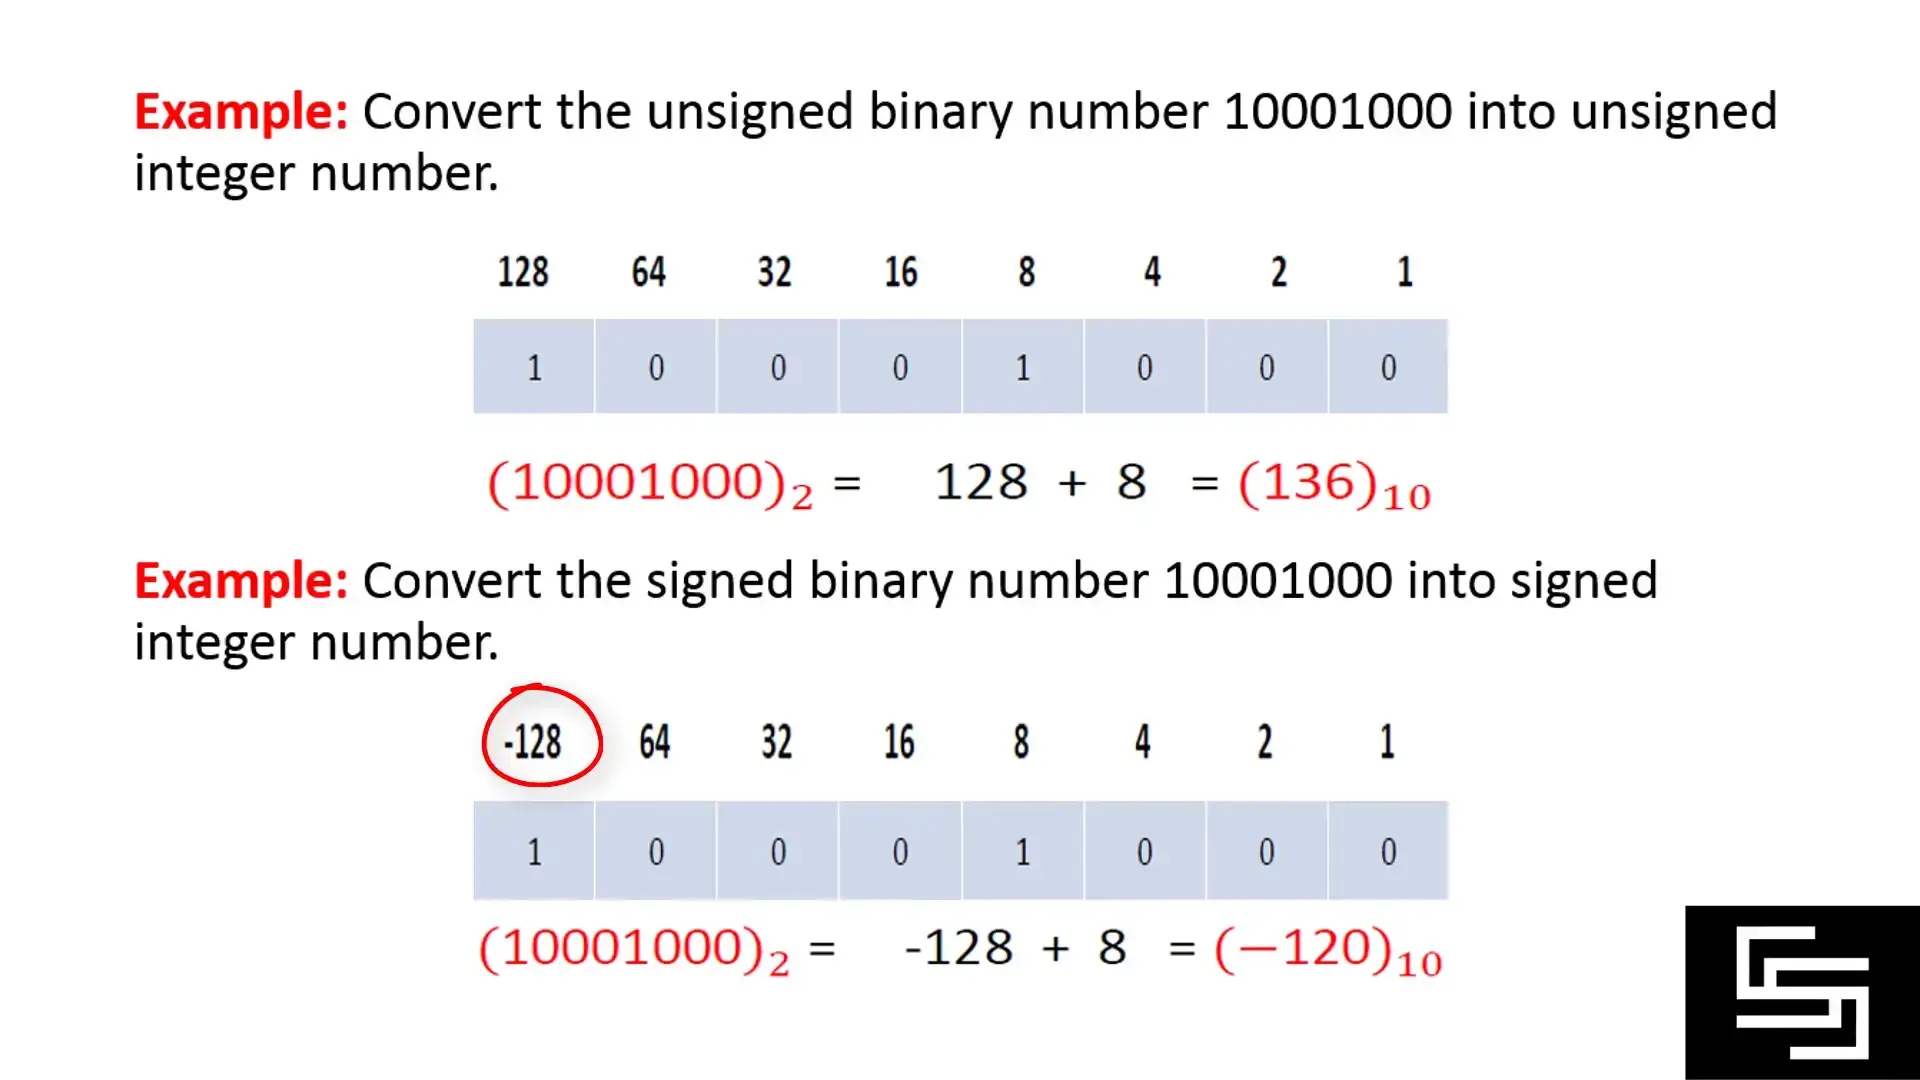 Example: Convert the unsigned binary number 10001000 into unsigned
integer number.
128 64 32 16 8 4 2 1
1 0 0 0 1 0 0 0
(10001000)₂ = 128 + 8 = (136)₁₀
Example: Convert the signed binary number 10001000 into signed
integer number.
-128 64 32 16 8 4 2 1
1 0 0 0 1 0 0 0
(10001000)₂ = -128 + 8 = (−120)₁₀